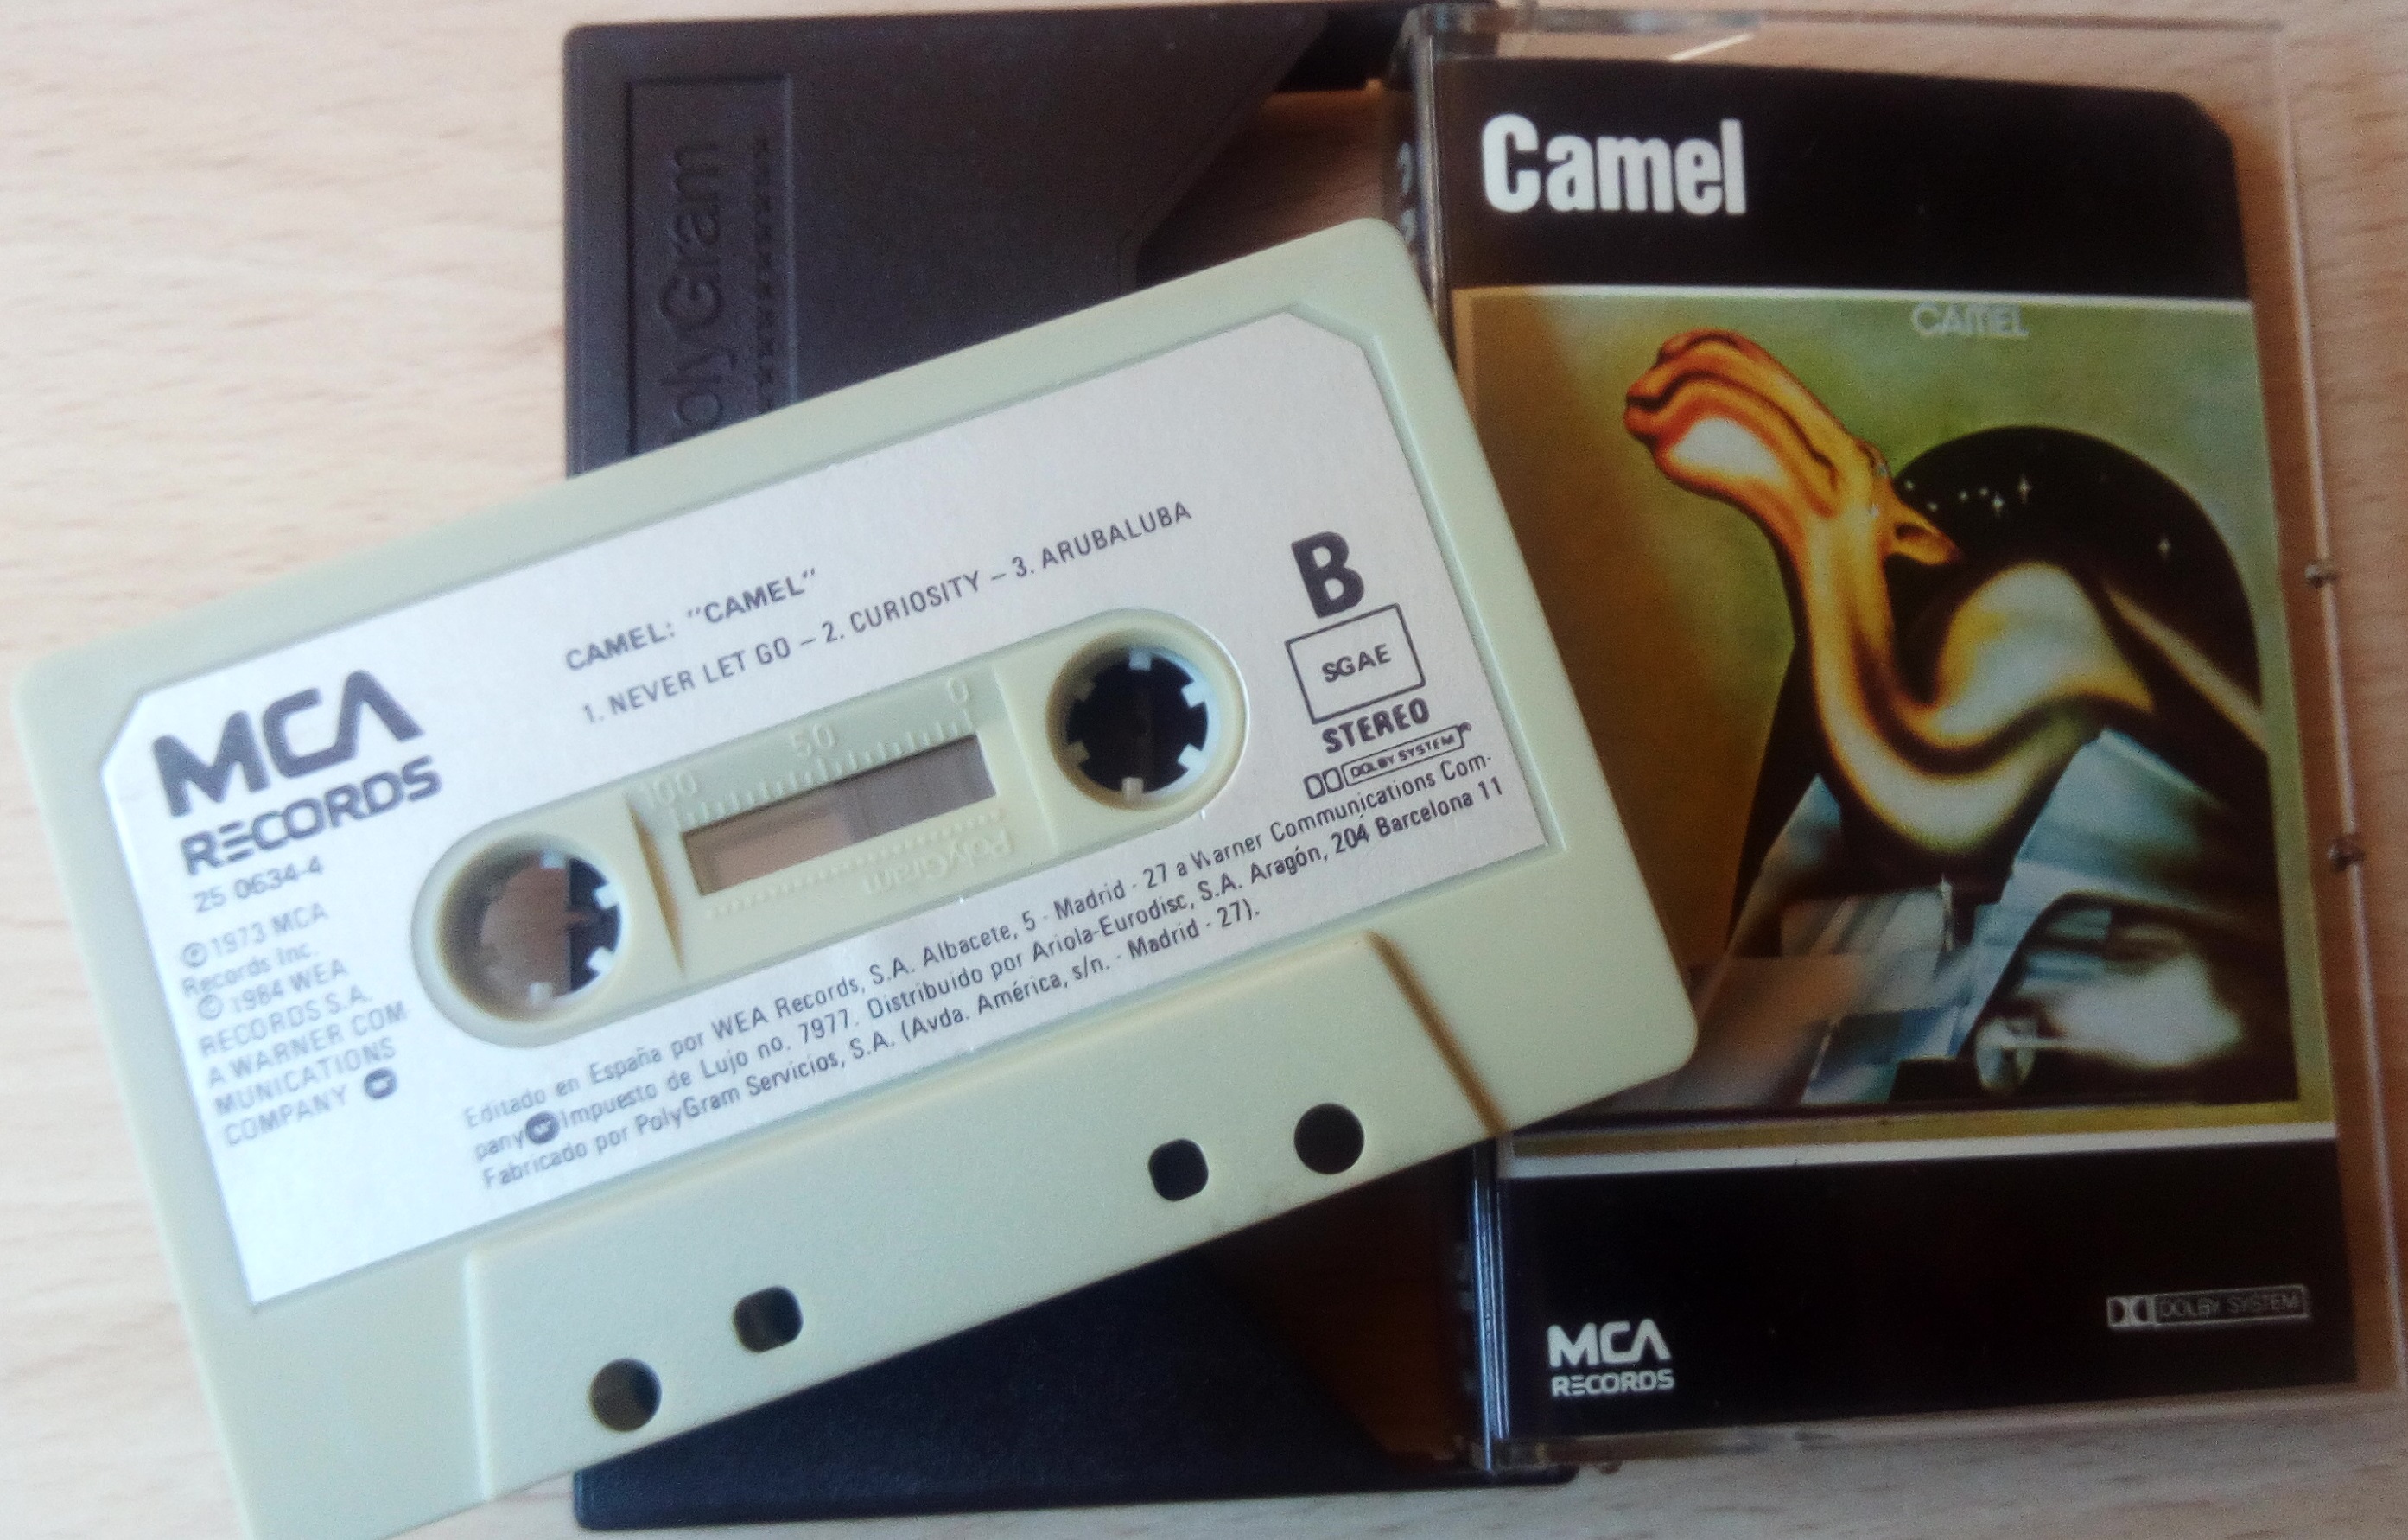 Camel
CAMEL
MCA
RECORDS
DOLBY SYSTEM
CAMEL: "CAMEL"
1. NEVER LET GO – 2. CURIOSITY – 3. ARUBALUBA
MCA
RECORDS
25 0634-4
℗ 1973 MCA
Records Inc.
© 1984 WEA
RECORDS S.A.
A WARNER COM
MUNICATIONS
COMPANY
B
SGAE
STEREO
DOLBY SYSTEM®
100 50 0
PolyGram
Editado en España por WEA Records, S.A. Albacete, 5 - Madrid - 27 a Warner Communications Com-
pany Impuesto de Lujo no. 7977. Distribuido por Ariola-Eurodisc, S.A. Aragón, 204 Barcelona 11
Fabricado por PolyGram Servicios, S.A. (Avda. América, s/n. - Madrid - 27).